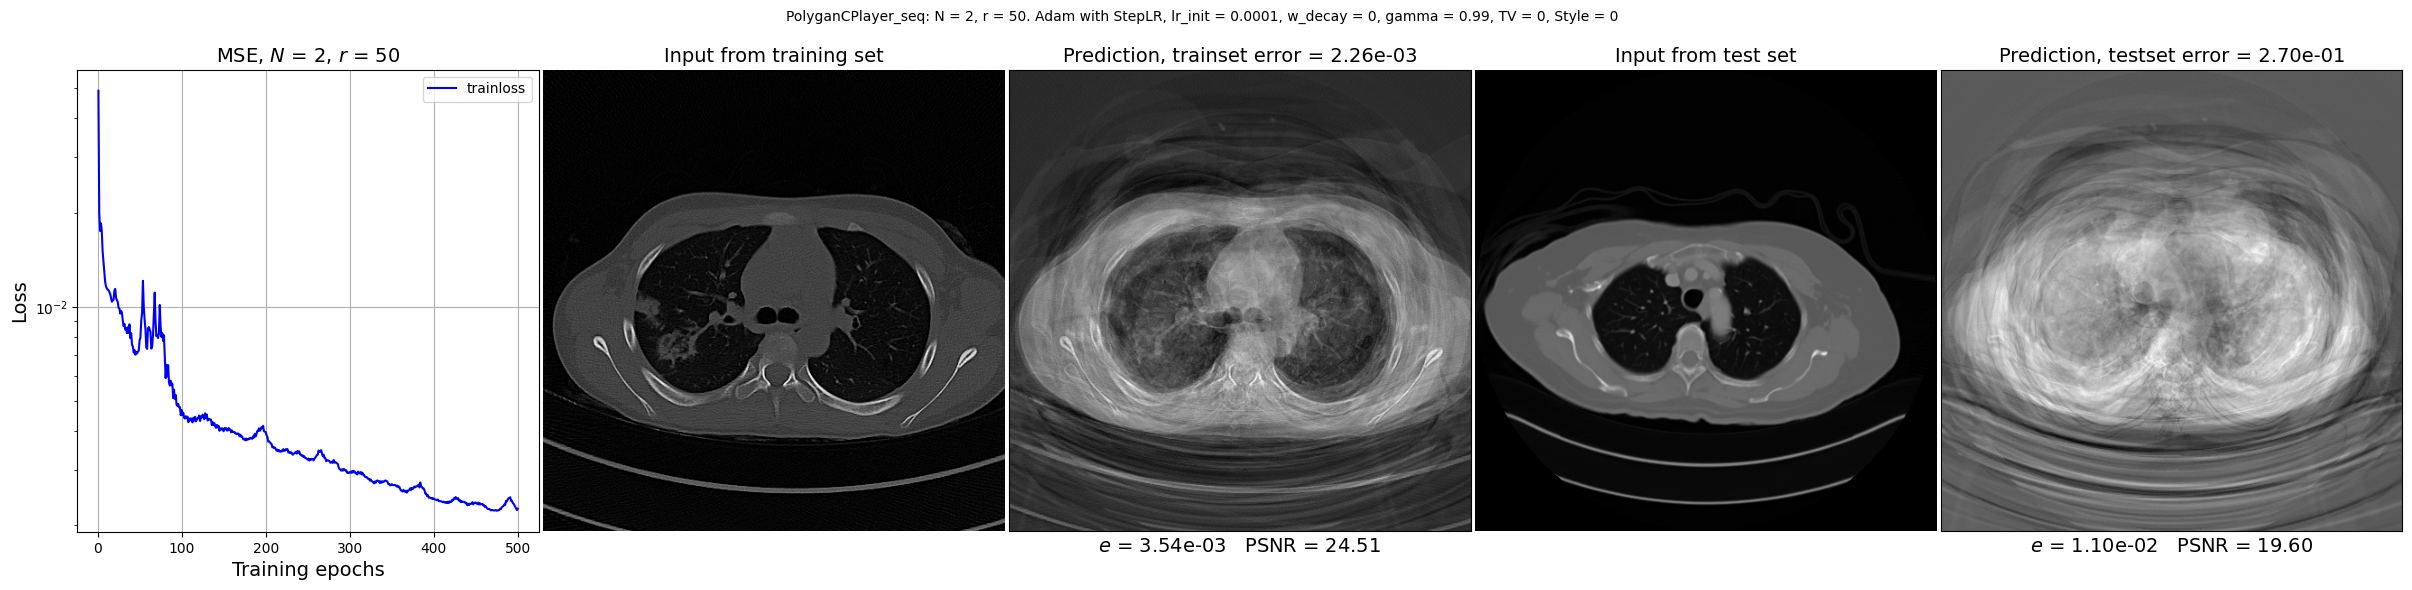 PolyganCPlayer_seq: N = 2, r = 50. Adam with StepLR, lr_init = 0.0001, w_decay = 0, gamma = 0.99, TV = 0, Style = 0
MSE, N = 2, r = 50
Input from training set
Prediction, trainset error = 2.26e-03
Input from test set
Prediction, testset error = 2.70e-01
trainloss
Loss
10⁻²
0 100 200 300 400 500
Training epochs
e = 3.54e-03 PSNR = 24.51
e = 1.10e-02 PSNR = 19.60